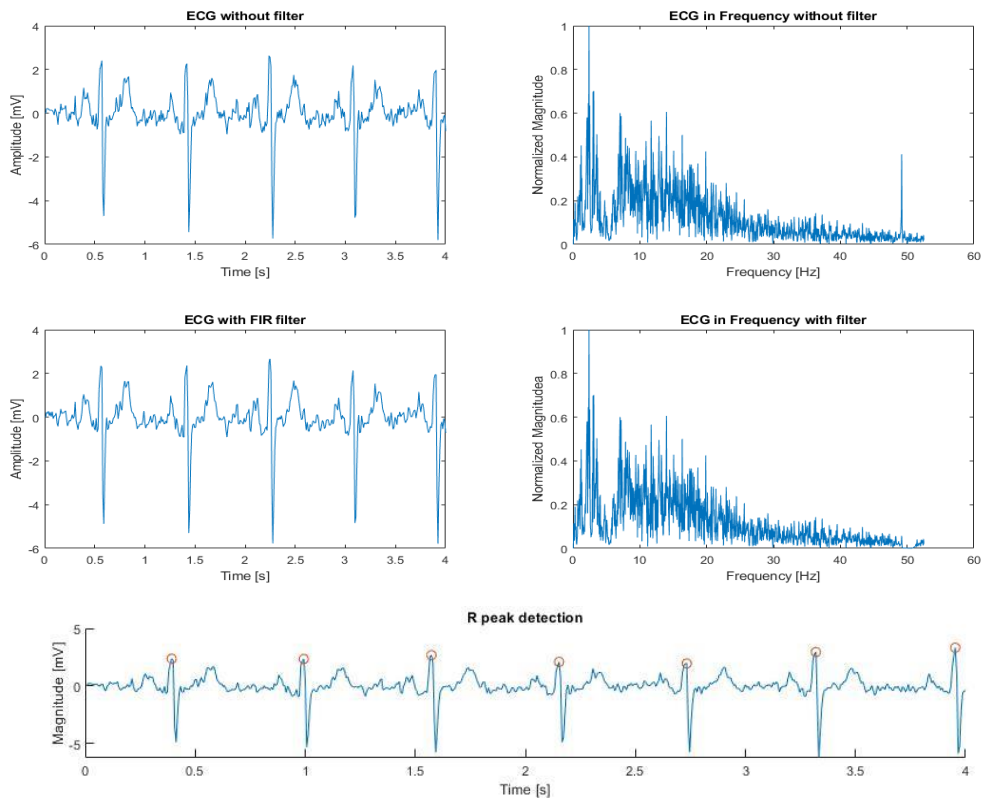 ECG without filter
Amplitude [mV]
4
2
0
-2
-4
-6
0 0.5 1 1.5 2 2.5 3 3.5 4
Time [s]
ECG in Frequency without filter
Normalized Magnitude
1
0.8
0.6
0.4
0.2
0
0 10 20 30 40 50 60
Frequency [Hz]
ECG with FIR filter
Amplitude [mV]
4
2
0
-2
-4
-6
0 0.5 1 1.5 2 2.5 3 3.5 4
Time [s]
ECG in Frequency with filter
Normalized Magnitudea
1
0.8
0.6
0.4
0.2
0
0 10 20 30 40 50 60
Frequency [Hz]
R peak detection
Magnitude [mV]
5
0
-5
0 0.5 1 1.5 2 2.5 3 3.5 4
Time [s]